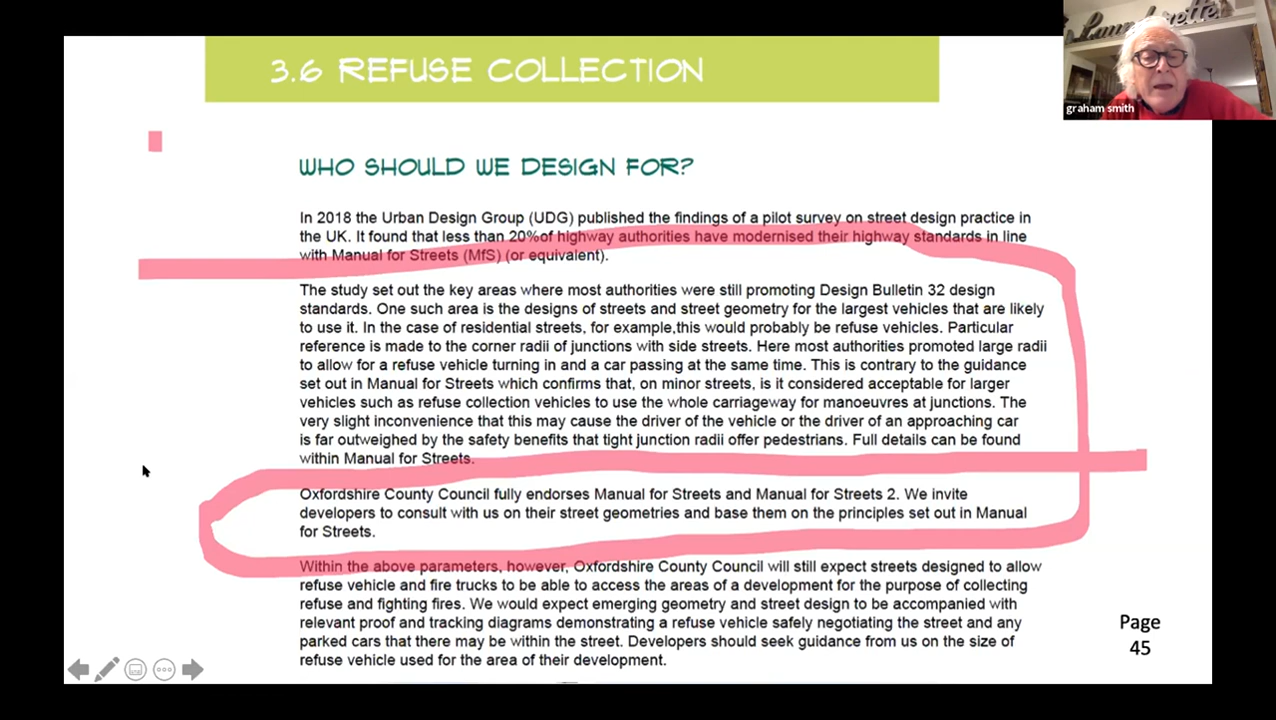 3.6 REFUSE COLLECTION
Laundrette
graham smith
WHO SHOULD WE DESIGN FOR?
In 2018 the Urban Design Group (UDG) published the findings of a pilot survey on street design practice in
the UK. It found that less than 20%of highway authorities have modernised their highway standards in line
with Manual for Streets (MfS) (or equivalent).
The study set out the key areas where most authorities were still promoting Design Bulletin 32 design
standards. One such area is the designs of streets and street geometry for the largest vehicles that are likely
to use it. In the case of residential streets, for example,this would probably be refuse vehicles. Particular
reference is made to the corner radii of junctions with side streets. Here most authorities promoted large radii
to allow for a refuse vehicle turning in and a car passing at the same time. This is contrary to the guidance
set out in Manual for Streets which confirms that, on minor streets, is it considered acceptable for larger
vehicles such as refuse collection vehicles to use the whole carriageway for manoeuvres at junctions. The
very slight inconvenience that this may cause the driver of the vehicle or the driver of an approaching car
is far outweighed by the safety benefits that tight junction radii offer pedestrians. Full details can be found
within Manual for Streets.
Oxfordshire County Council fully endorses Manual for Streets and Manual for Streets 2. We invite
developers to consult with us on their street geometries and base them on the principles set out in Manual
for Streets.
Within the above parameters, however, Oxfordshire County Council will still expect streets designed to allow
refuse vehicle and fire trucks to be able to access the areas of a development for the purpose of collecting
refuse and fighting fires. We would expect emerging geometry and street design to be accompanied with
relevant proof and tracking diagrams demonstrating a refuse vehicle safely negotiating the street and any
parked cars that there may be within the street. Developers should seek guidance from us on the size of
refuse vehicle used for the area of their development.
Page
45